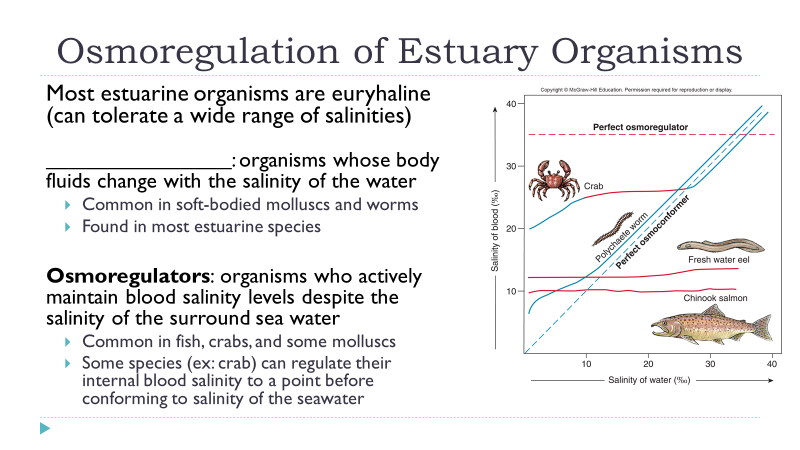 Osmoregulation of Estuary Organisms
Most estuarine organisms are euryhaline
(can tolerate a wide range of salinities)
_________________: organisms whose body
fluids change with the salinity of the water
Common in soft-bodied molluscs and worms
Found in most estuarine species
Osmoregulators: organisms who actively
maintain blood salinity levels despite the
salinity of the surround sea water
Common in fish, crabs, and some molluscs
Some species (ex: crab) can regulate their
internal blood salinity to a point before
conforming to salinity of the seawater
Copyright © McGraw-Hill Education. Permission required for reproduction or display.
40
30
20
10
Salinity of blood (‰)
Perfect osmoregulator
Crab
Polychaete worm
Perfect osmoconformer
Fresh water eel
Chinook salmon
10 20 30 40
Salinity of water (‰)